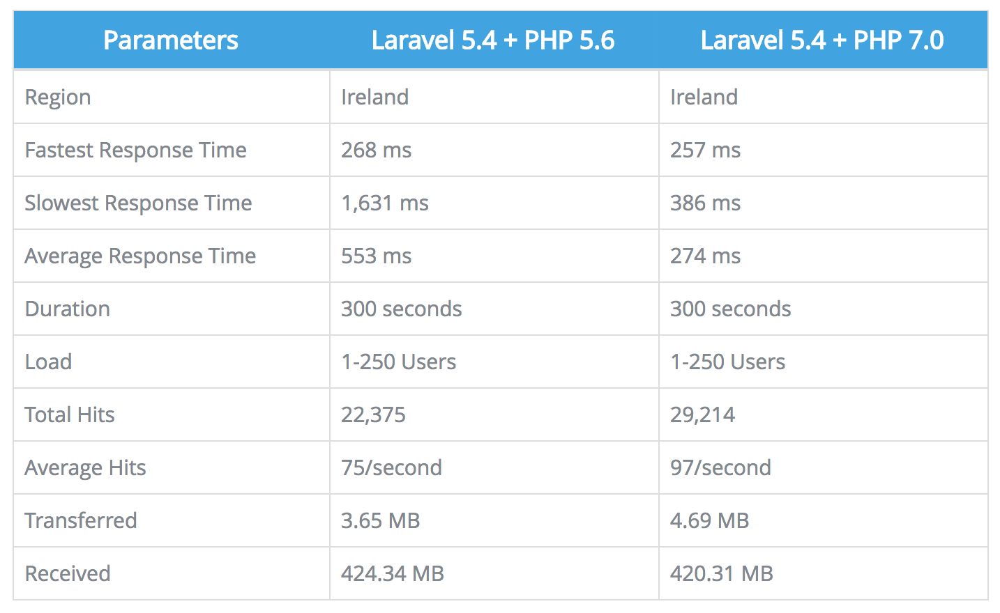 Parameters Laravel 5.4 + PHP 5.6 Laravel 5.4 + PHP 7.0
Region Ireland Ireland
Fastest Response Time 268 ms 257 ms
Slowest Response Time 1,631 ms 386 ms
Average Response Time 553 ms 274 ms
Duration 300 seconds 300 seconds
Load 1-250 Users 1-250 Users
Total Hits 22,375 29,214
Average Hits 75/second 97/second
Transferred 3.65 MB 4.69 MB
Received 424.34 MB 420.31 MB